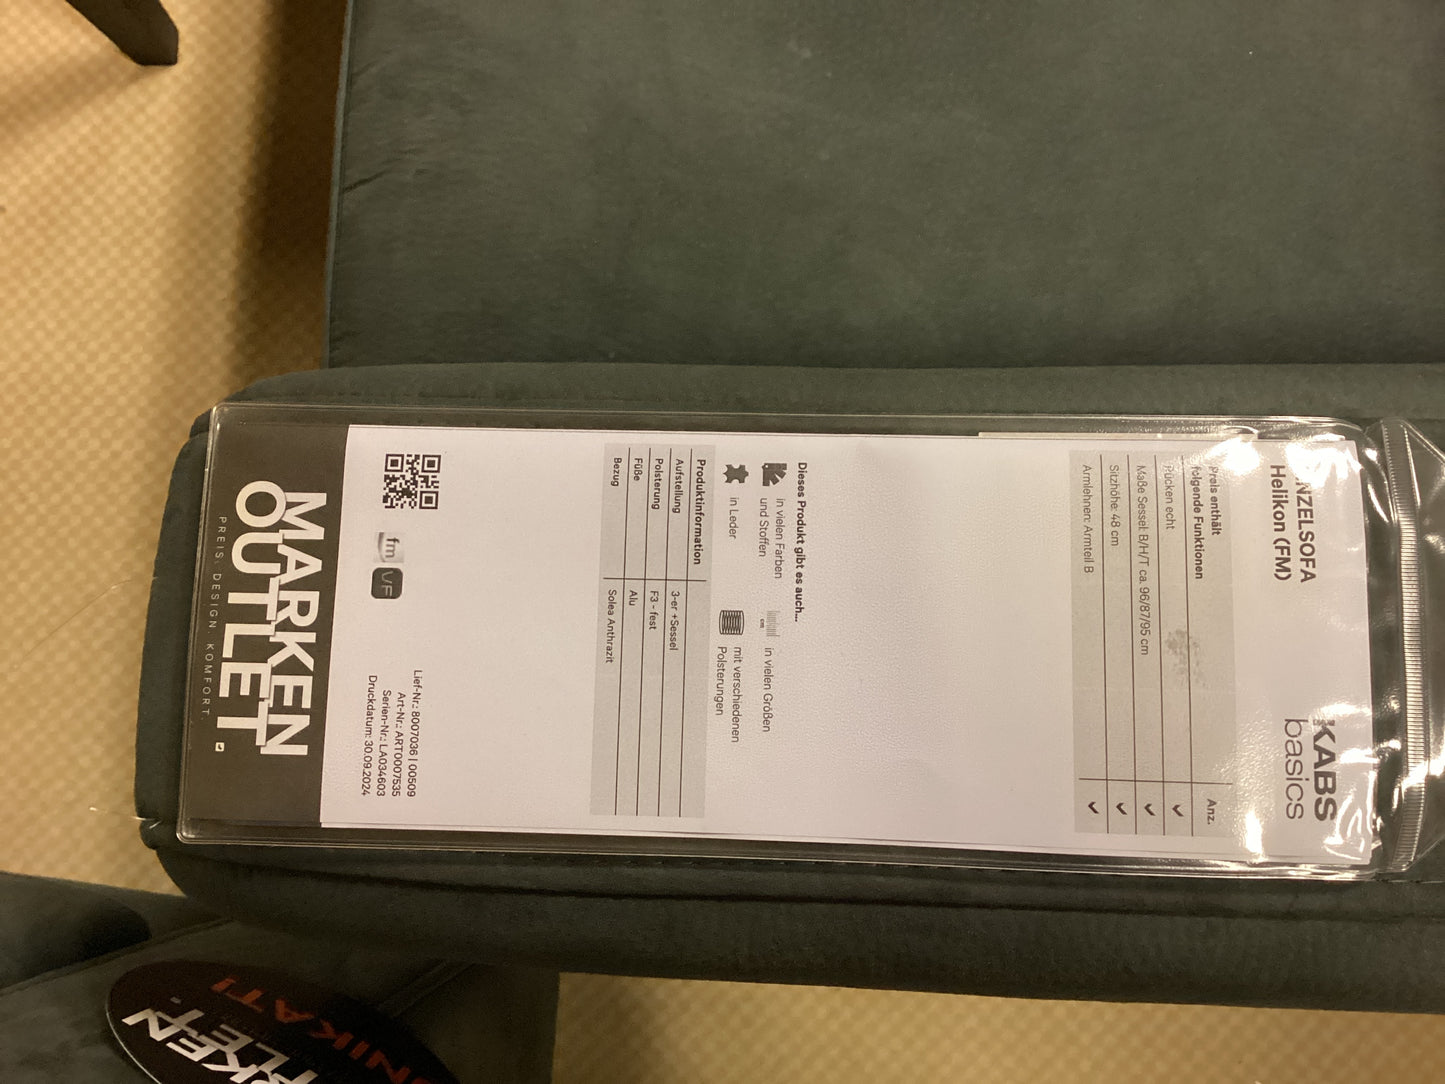 NZELSOFA
Helikon (FM)
KABS
basics
Preis enthält
folgende Funktionen
Anz.
Rücken echt
Maße Sessel: B/H/T ca. 96/87/95 cm
Sitzhöhe: 48 cm
Armlehnen: Armteil B
Dieses Produkt gibt es auch...
in vielen Farben
und Stoffen
cm
in vielen Größen
in Leder
mit verschiedenen
Polsterungen
Produktinformation
Aufstellung 3-er +Sessel
Polsterung F3 - fest
Füße Alu
Bezug Solea Anthrazit
fm
VF
Lief-Nr.: 8007036 | 00509
Art-Nr.: ART0007535
Serien-Nr.: LA034603
Druckdatum: 30.09.2024
MARKEN
OUTLET.
PREIS. DESIGN. KOMFORT.
NIKAT!
RKEN